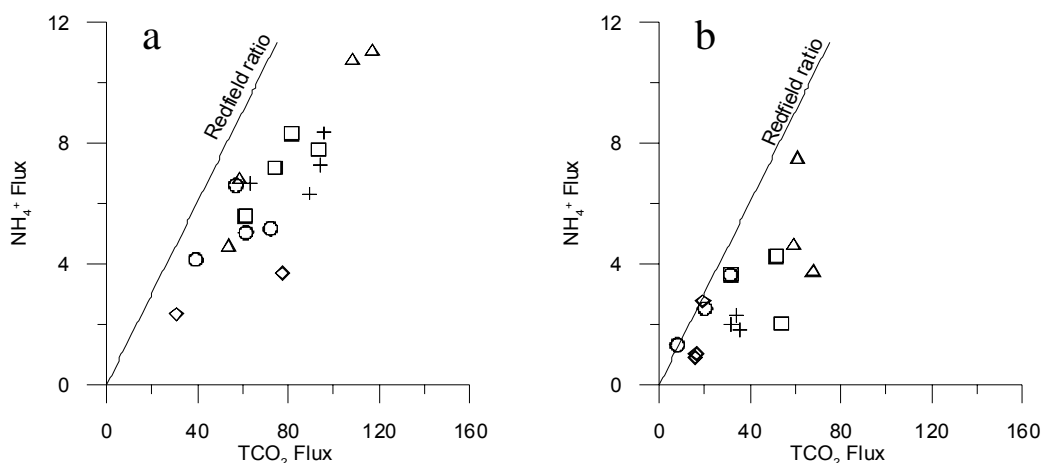 a
12
8
4
0
NH₄⁺ Flux
Redfield ratio
0 40 80 120 160
TCO₂ Flux
b
12
8
4
0
NH₄⁺ Flux
Redfield ratio
0 40 80 120 160
TCO₂ Flux